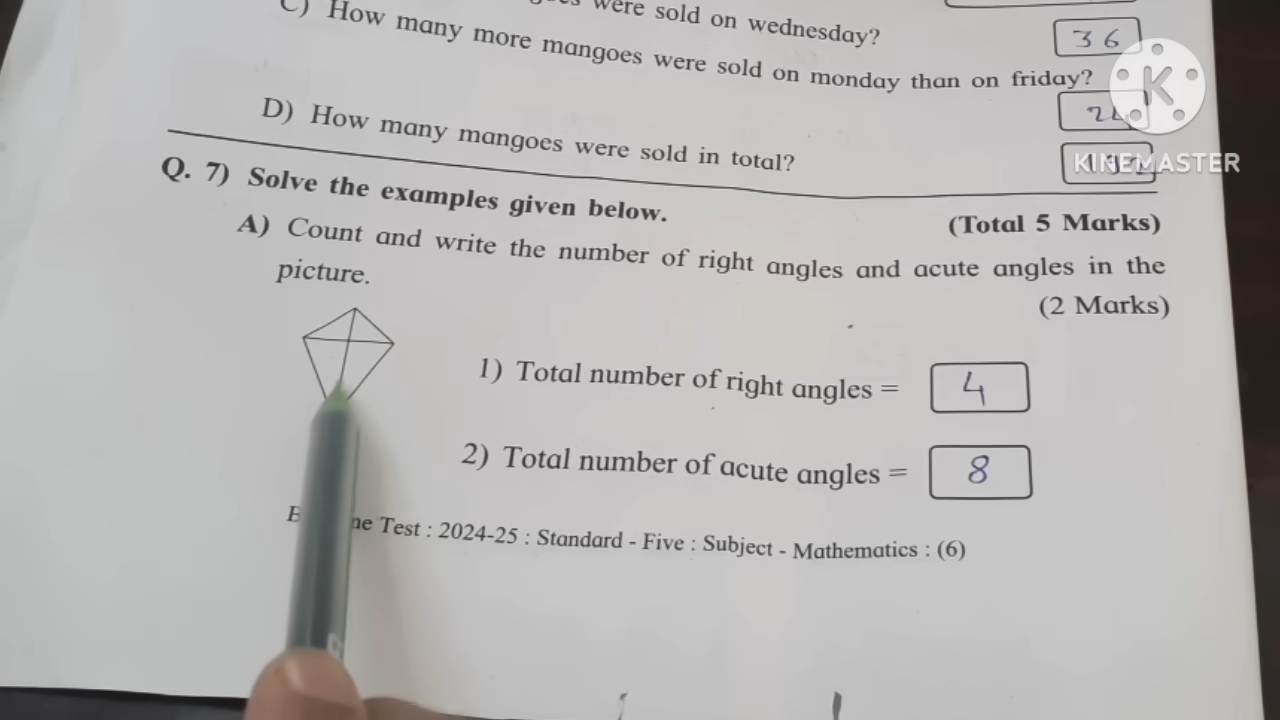 were sold on wednesday?
36
C) How many more mangoes were sold on monday than on friday?
D) How many mangoes were sold in total?
KINEMASTER
Q. 7) Solve the examples given below. (Total 5 Marks)
A) Count and write the number of right angles and acute angles in the
picture. (2 Marks)
1) Total number of right angles = 4
2) Total number of acute angles = 8
Test : 2024-25 : Standard - Five : Subject - Mathematics : (6)